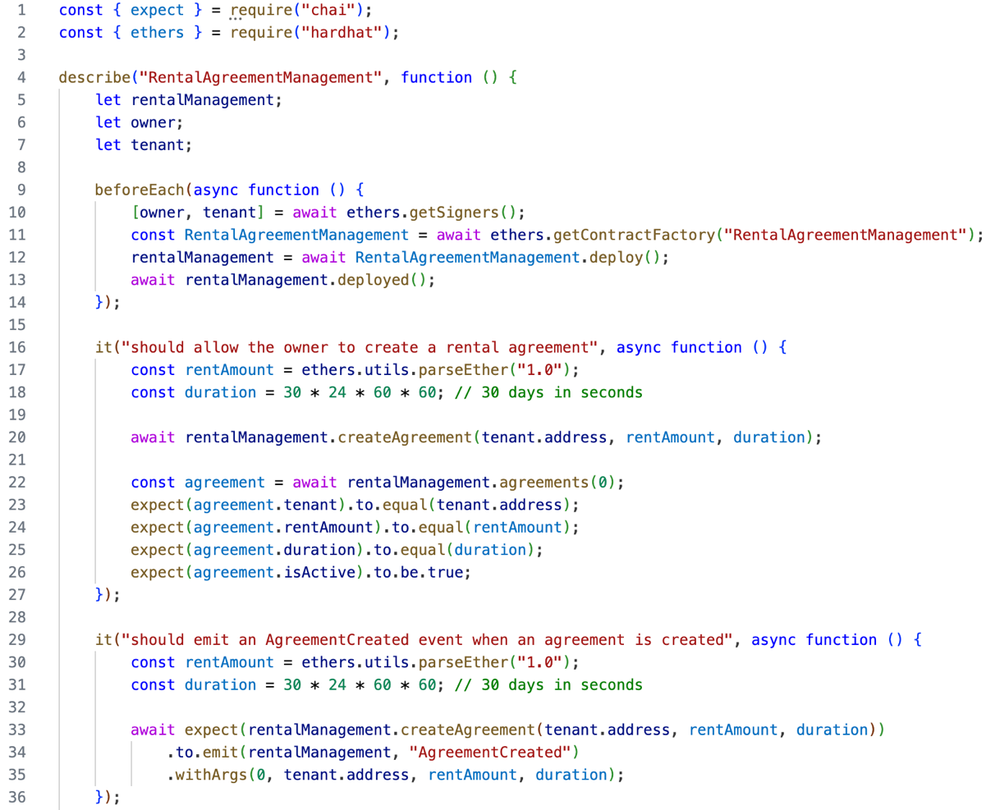 1 const { expect } = require("chai");
2 const { ethers } = require("hardhat");
3
4 describe("RentalAgreementManagement", function () {
5     let rentalManagement;
6     let owner;
7     let tenant;
8
9     beforeEach(async function () {
10         [owner, tenant] = await ethers.getSigners();
11         const RentalAgreementManagement = await ethers.getContractFactory("RentalAgreementManagement");
12         rentalManagement = await RentalAgreementManagement.deploy();
13         await rentalManagement.deployed();
14     });
15
16     it("should allow the owner to create a rental agreement", async function () {
17         const rentAmount = ethers.utils.parseEther("1.0");
18         const duration = 30 * 24 * 60 * 60; // 30 days in seconds
19
20         await rentalManagement.createAgreement(tenant.address, rentAmount, duration);
21
22         const agreement = await rentalManagement.agreements(0);
23         expect(agreement.tenant).to.equal(tenant.address);
24         expect(agreement.rentAmount).to.equal(rentAmount);
25         expect(agreement.duration).to.equal(duration);
26         expect(agreement.isActive).to.be.true;
27     });
28
29     it("should emit an AgreementCreated event when an agreement is created", async function () {
30         const rentAmount = ethers.utils.parseEther("1.0");
31         const duration = 30 * 24 * 60 * 60; // 30 days in seconds
32
33         await expect(rentalManagement.createAgreement(tenant.address, rentAmount, duration))
34             .to.emit(rentalManagement, "AgreementCreated")
35             .withArgs(0, tenant.address, rentAmount, duration);
36     });